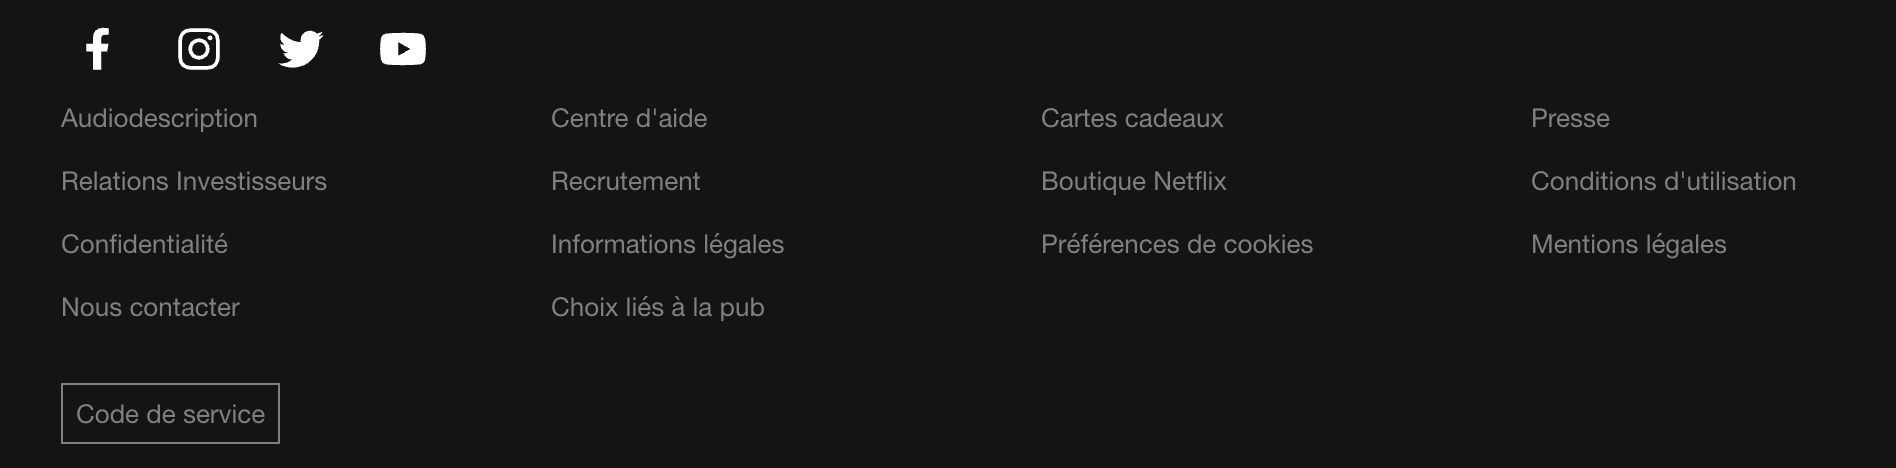 Audiodescription
Centre d'aide
Cartes cadeaux
Presse
Relations Investisseurs
Recrutement
Boutique Netflix
Conditions d'utilisation
Confidentialité
Informations légales
Préférences de cookies
Mentions légales
Nous contacter
Choix liés à la pub
Code de service